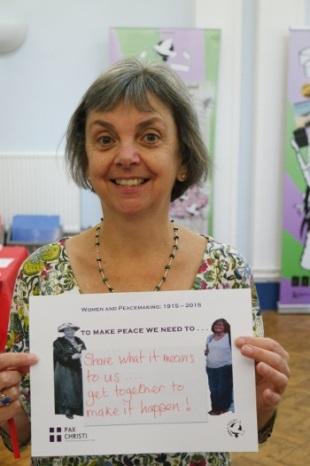 WOMEN AND PEACEMAKING: 1915 - 2015
TO MAKE PEACE WE NEED TO . . .
Share what it means
to us ....
get together to
make it happen !
PAX
CHRISTI